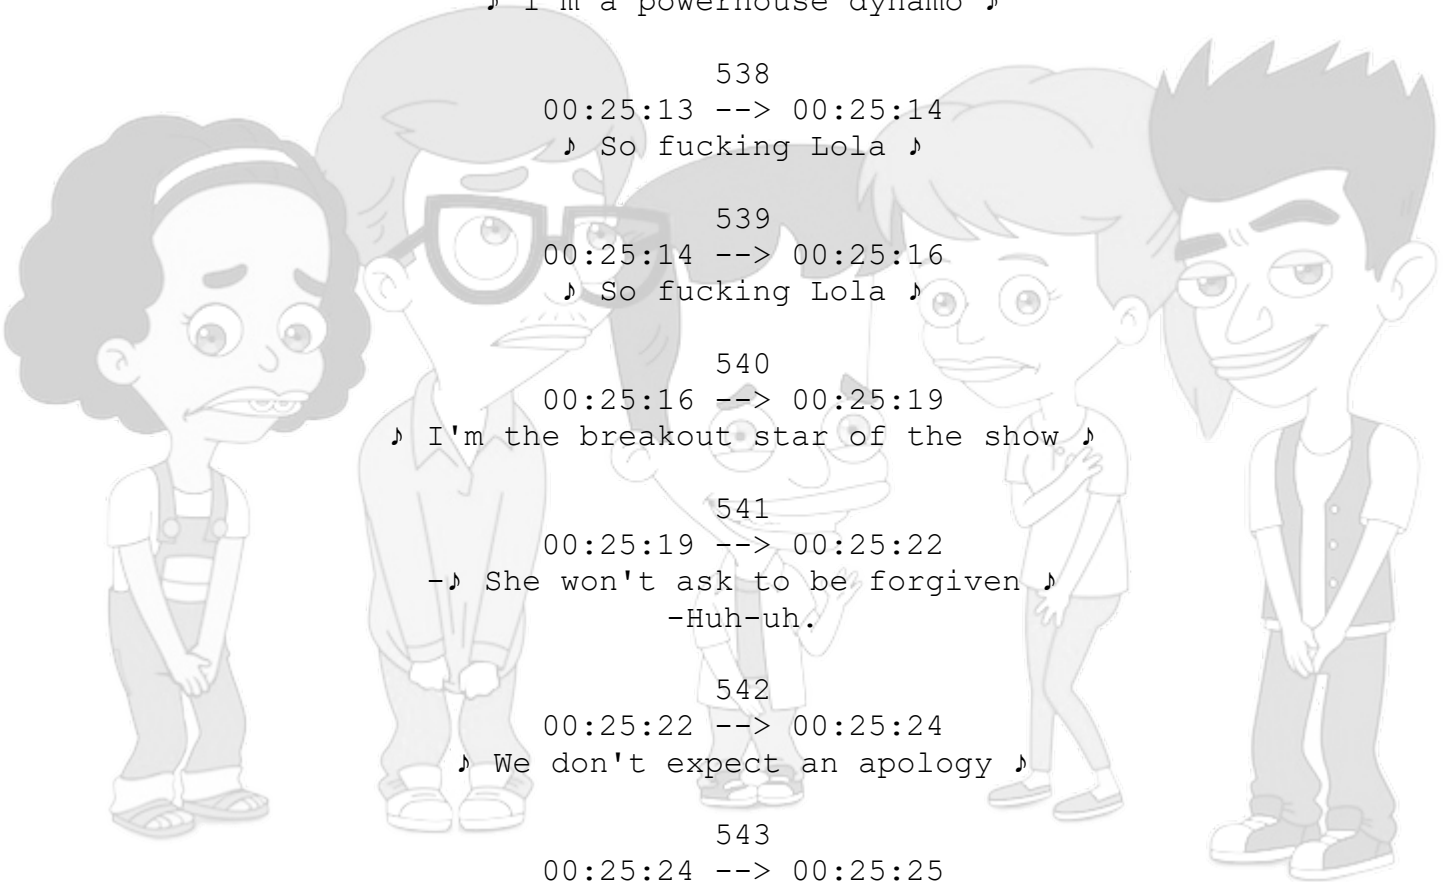 ♪ I'm a powerhouse dynamo ♪
538
00:25:13 --> 00:25:14
♪ So fucking Lola ♪
539
00:25:14 --> 00:25:16
♪ So fucking Lola ♪
540
00:25:16 --> 00:25:19
♪ I'm the breakout star of the show ♪
541
00:25:19 --> 00:25:22
-♪ She won't ask to be forgiven ♪
-Huh-uh.
542
00:25:22 --> 00:25:24
♪ We don't expect an apology ♪
543
00:25:24 --> 00:25:25